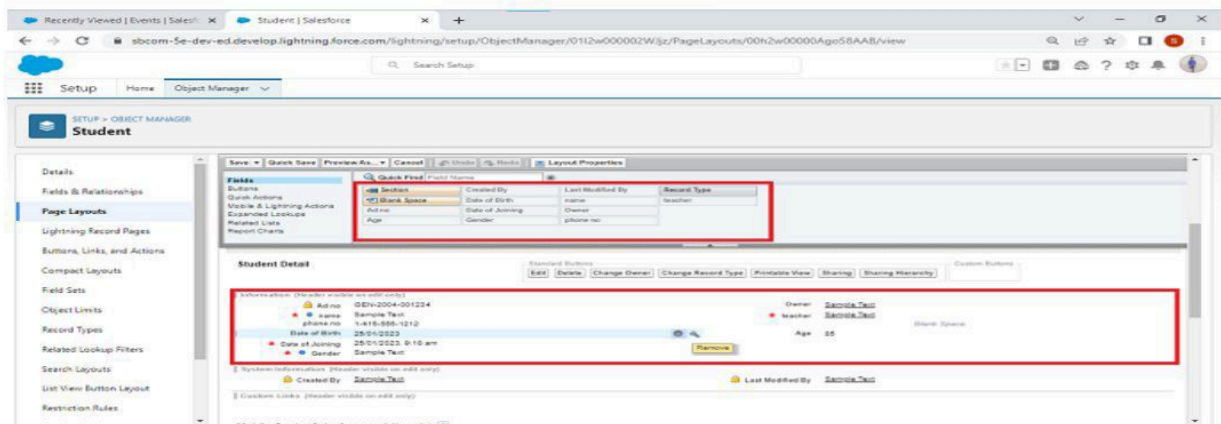 Recently Viewed | Events | Salesf
Student | Salesforce
sbcom-5e-dev-ed.develop.lightning.force.com/lightning/setup/ObjectManager/01I2w000002WJjz/PageLayouts/00h2w00000Ago58AAB/view
Search Setup
Setup Home Object Manager
SETUP > OBJECT MANAGER
Student
Details
Fields & Relationships
Page Layouts
Lightning Record Pages
Buttons, Links, and Actions
Compact Layouts
Field Sets
Object Limits
Record Types
Related Lookup Filters
Search Layouts
List View Button Layout
Restriction Rules
Save Quick Save Preview As... Cancel Undo Redo Layout Properties
Fields
Buttons
Quick Actions
Mobile & Lightning Actions
Expanded Lookups
Related Lists
Report Charts
Quick Find Field Name
Section Created By Last Modified By Record Type
Blank Space Date of Birth name teacher
Ad no Date of Joining Owner
Age Gender phone no
Student Detail
Standard Buttons
Edit Delete Change Owner Change Record Type Printable View Sharing Sharing Hierarchy
Custom Buttons
Information (Header visible on edit only)
Ad no GEN-2004-001234 Owner Sample Text
name Sample Text teacher Sample Text
phone no 1-415-555-1212 Blank Space
Date of Birth 25/01/2023 Age 85
Remove
Date of Joining 25/01/2023, 9:10 am
Gender Sample Text
System Information (Header visible on edit only)
Created By Sample Text Last Modified By Sample Text
Custom Links (Header visible on edit only)